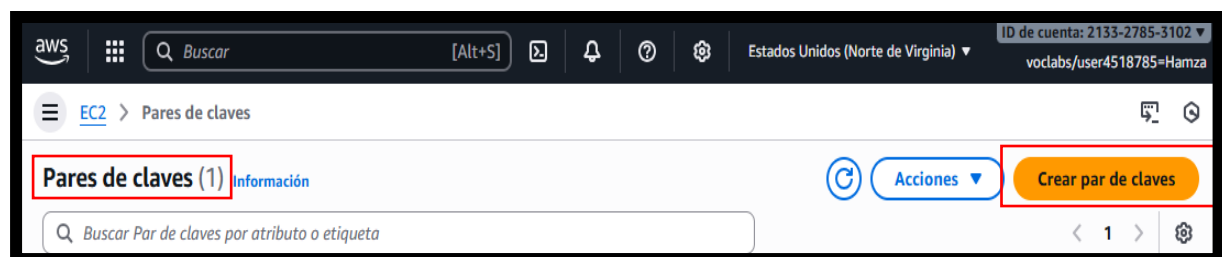 ID de cuenta: 2133-2785-3102 ▼
aws Buscar [Alt+S] Estados Unidos (Norte de Virginia) ▼ voclabs/user4518785=Hamza
EC2 > Pares de claves
Pares de claves (1) Información Acciones ▼ Crear par de claves
Buscar Par de claves por atributo o etiqueta < 1 >